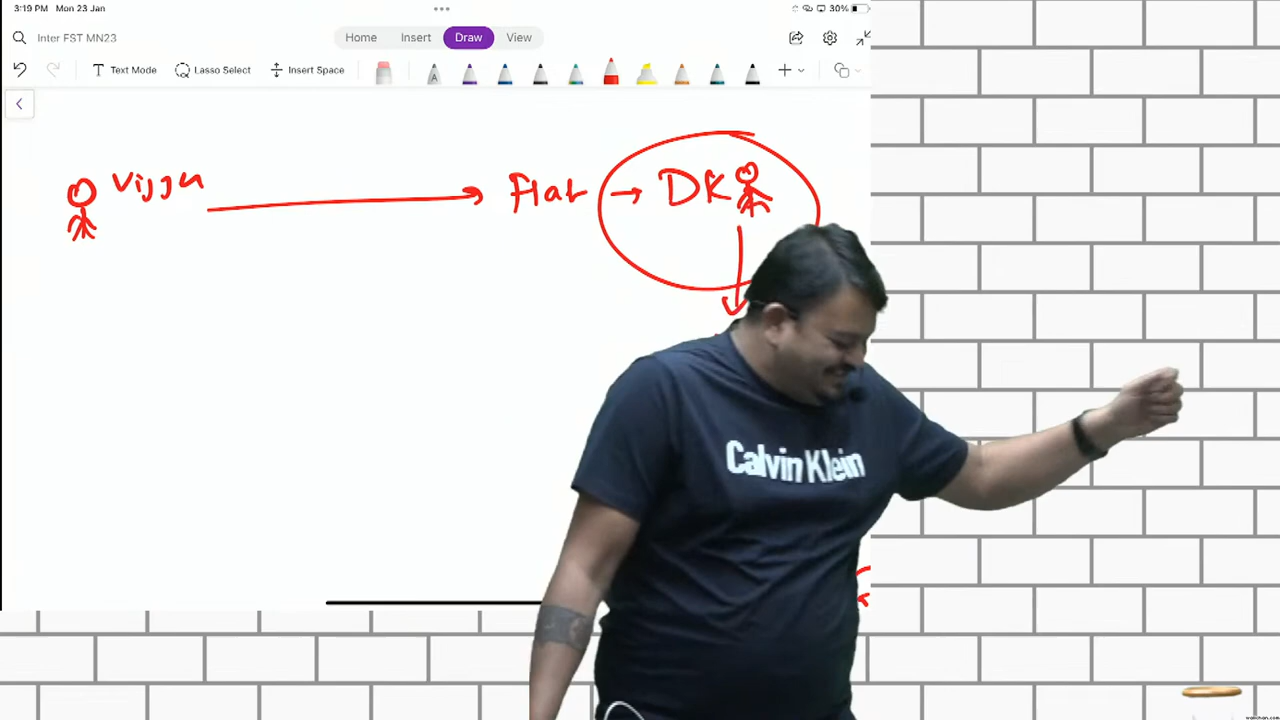 3:19 PM Mon 23 Jan
30%
Inter FST MN23
Home Insert Draw View
Text Mode Lasso Select Insert Space
A
Flat → DK
Calvin Klein